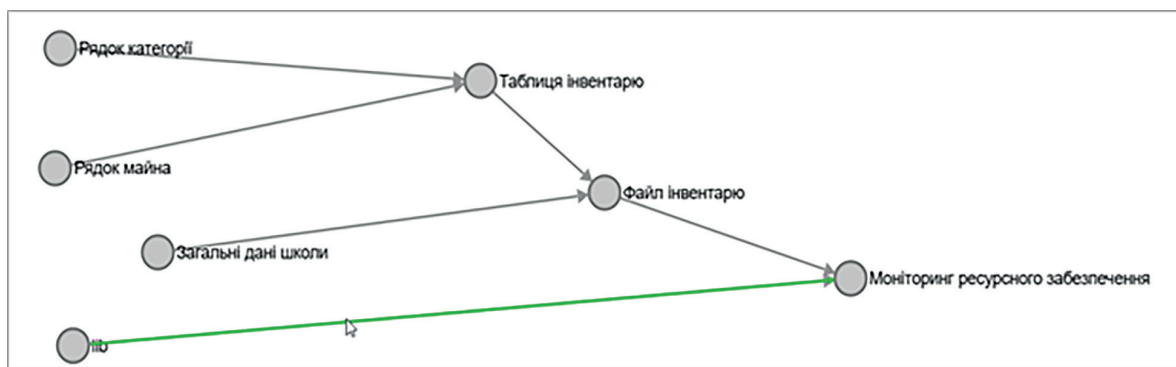 Рядок категорії
Таблиця інвентарю
Рядок майна
Файл інвентарю
Загальні дані школи
Моніторинг ресурсного забезпечення
lib